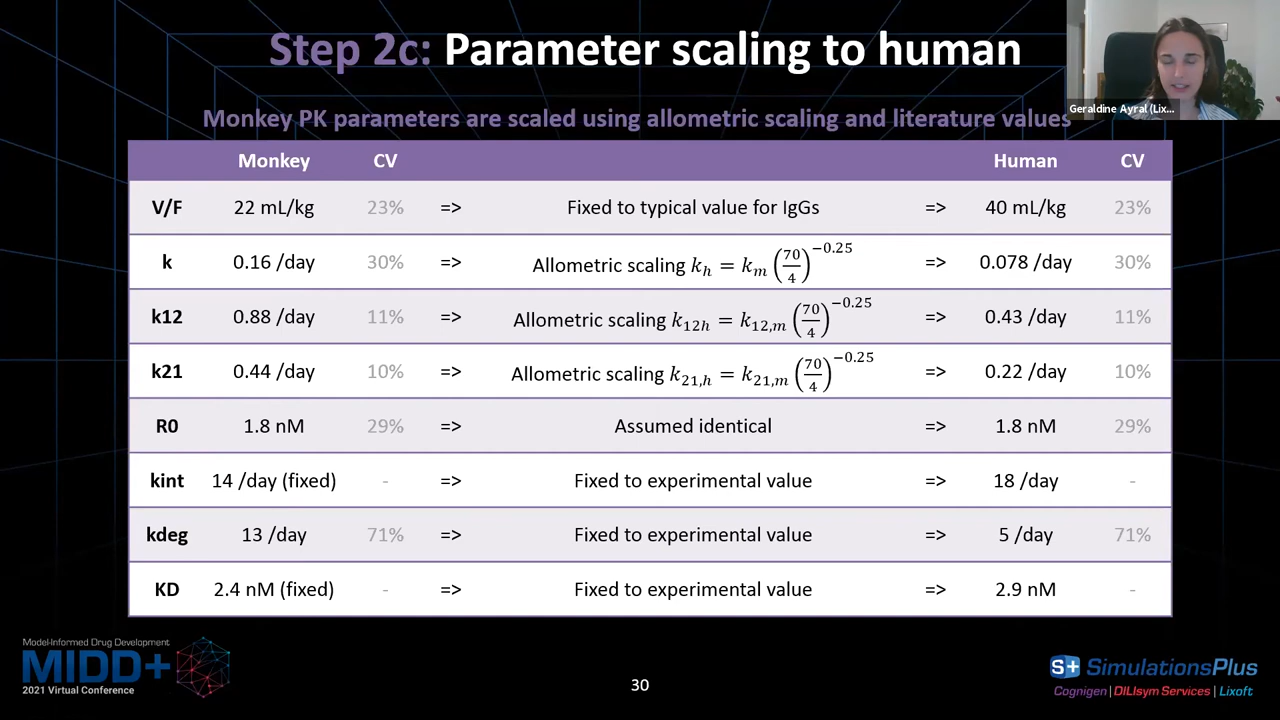 Step 2c: Parameter scaling to human
Geraldine Ayral (Lix...
Monkey PK parameters are scaled using allometric scaling and literature values
Monkey CV Human CV
V/F 22 mL/kg 23% => Fixed to typical value for IgGs => 40 mL/kg 23%
k 0.16 /day 30% => Allometric scaling k_h = k_m (70/4)^−0.25 => 0.078 /day 30%
k12 0.88 /day 11% => Allometric scaling k_12h = k_12,m (70/4)^−0.25 => 0.43 /day 11%
k21 0.44 /day 10% => Allometric scaling k_21,h = k_21,m (70/4)^−0.25 => 0.22 /day 10%
R0 1.8 nM 29% => Assumed identical => 1.8 nM 29%
kint 14 /day (fixed) - => Fixed to experimental value => 18 /day -
kdeg 13 /day 71% => Fixed to experimental value => 5 /day 71%
KD 2.4 nM (fixed) - => Fixed to experimental value => 2.9 nM -
Model-Informed Drug Development
MIDD+
2021 Virtual Conference
30
S+ SimulationsPlus
Cognigen | DILIsym Services | Lixoft